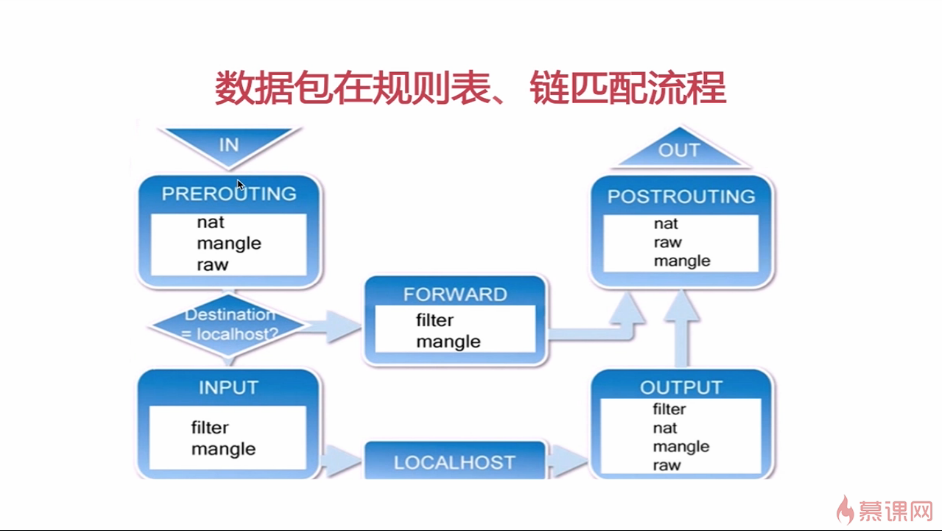 数据包在规则表、链匹配流程
IN
PREROUTING
nat
mangle
raw
Destination
= localhost?
INPUT
filter
mangle
FORWARD
filter
mangle
LOCALHOST
OUT
POSTROUTING
nat
raw
mangle
OUTPUT
filter
nat
mangle
raw
慕课网